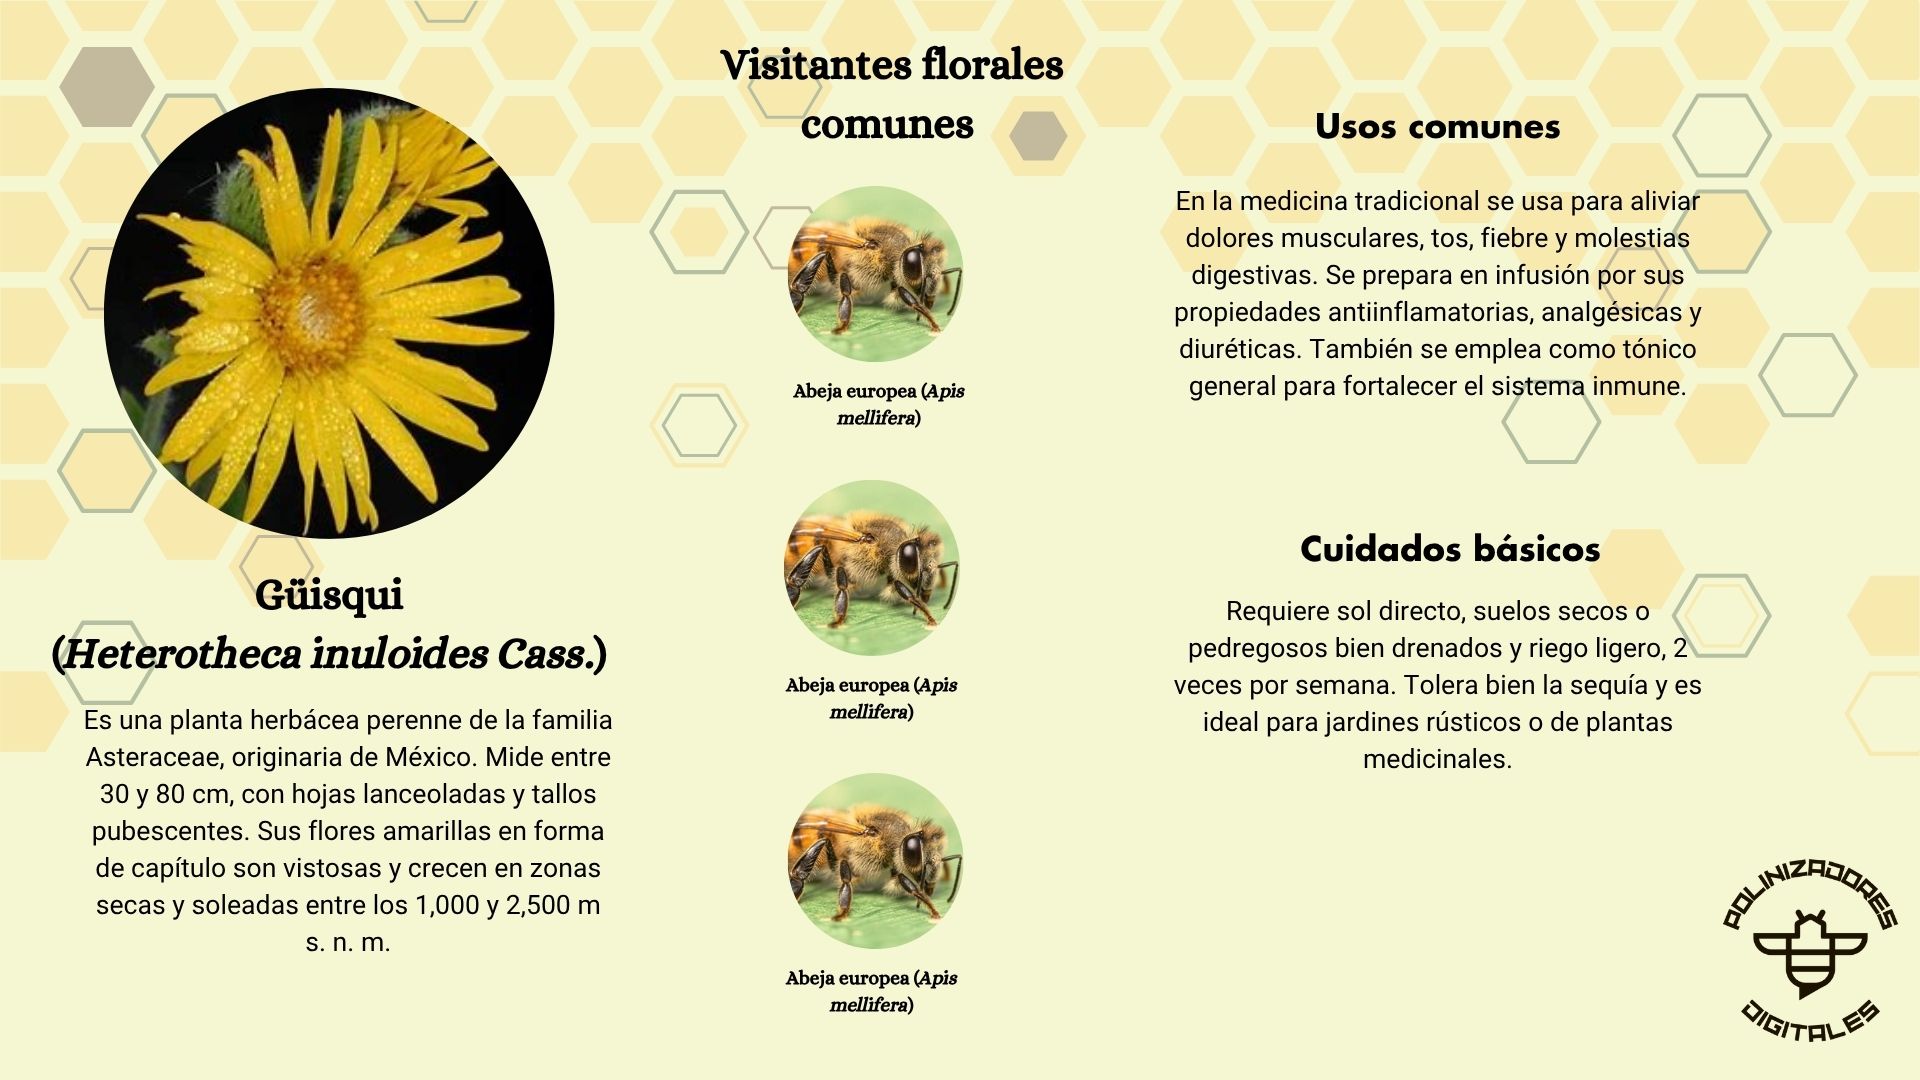 Güisqui
(Heterotheca inuloides Cass.)
Es una planta herbácea perenne de la familia
Asteraceae, originaria de México. Mide entre
30 y 80 cm, con hojas lanceoladas y tallos
pubescentes. Sus flores amarillas en forma
de capítulo son vistosas y crecen en zonas
secas y soleadas entre los 1,000 y 2,500 m
s. n. m.
Visitantes florales
comunes
Abeja europea (Apis
mellifera)
Abeja europea (Apis
mellifera)
Abeja europea (Apis
mellifera)
Usos comunes
En la medicina tradicional se usa para aliviar
dolores musculares, tos, fiebre y molestias
digestivas. Se prepara en infusión por sus
propiedades antiinflamatorias, analgésicas y
diuréticas. También se emplea como tónico
general para fortalecer el sistema inmune.
Cuidados básicos
Requiere sol directo, suelos secos o
pedregosos bien drenados y riego ligero, 2
veces por semana. Tolera bien la sequía y es
ideal para jardines rústicos o de plantas
medicinales.
POLINIZADORES
DIGITALES